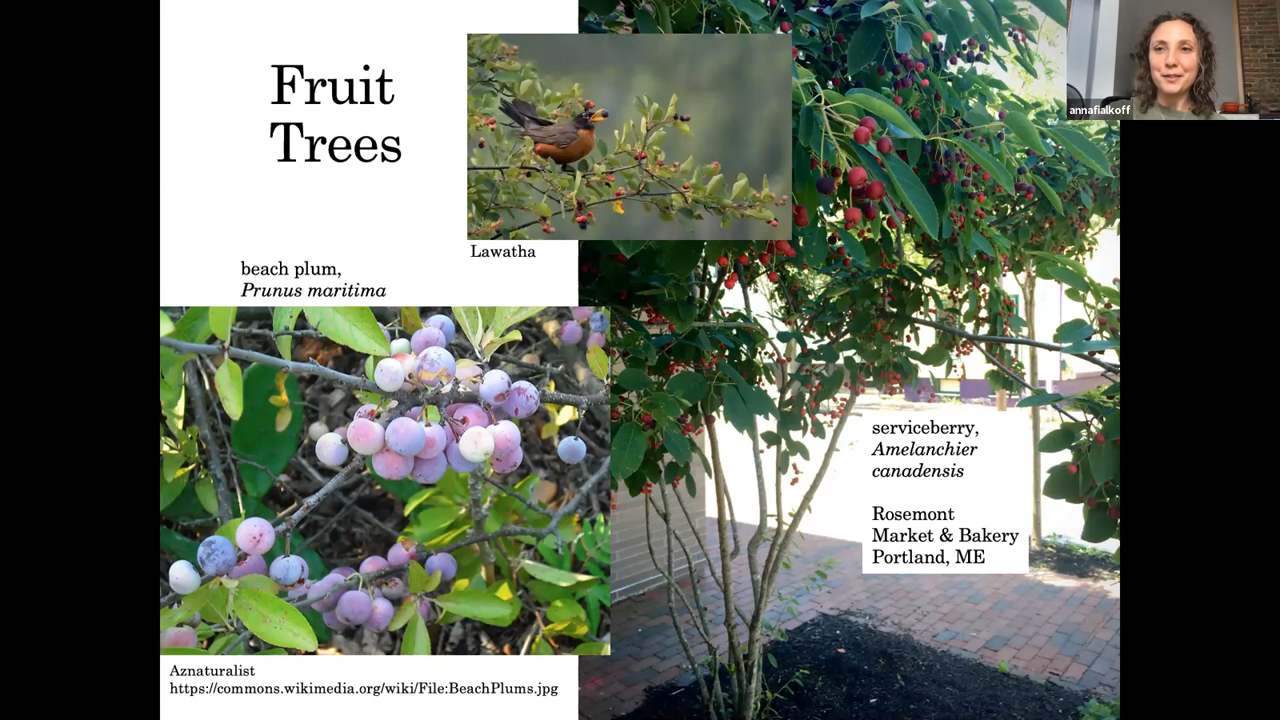 Fruit
Trees
Lawatha
beach plum,
Prunus maritima
annafialkoff
serviceberry,
Amelanchier
canadensis
Rosemont
Market & Bakery
Portland, ME
Aznaturalist
https://commons.wikimedia.org/wiki/File:BeachPlums.jpg